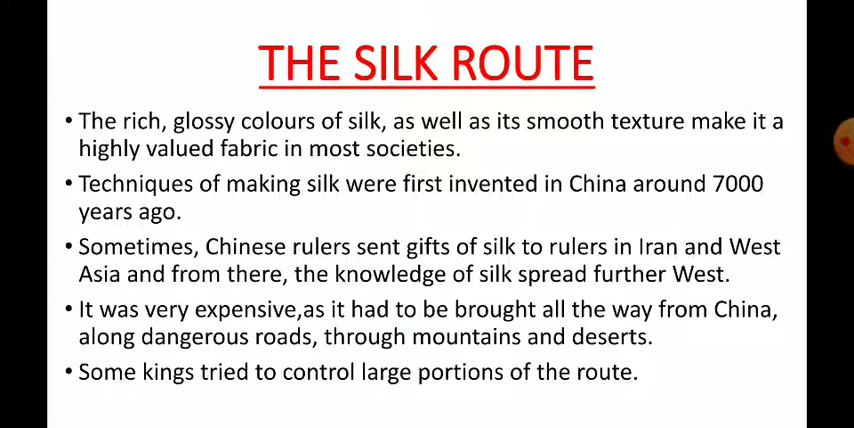 THE SILK ROUTE
• The rich, glossy colours of silk, as well as its smooth texture make it a
highly valued fabric in most societies.
• Techniques of making silk were first invented in China around 7000
years ago.
• Sometimes, Chinese rulers sent gifts of silk to rulers in Iran and West
Asia and from there, the knowledge of silk spread further West.
• It was very expensive,as it had to be brought all the way from China,
along dangerous roads, through mountains and deserts.
• Some kings tried to control large portions of the route.